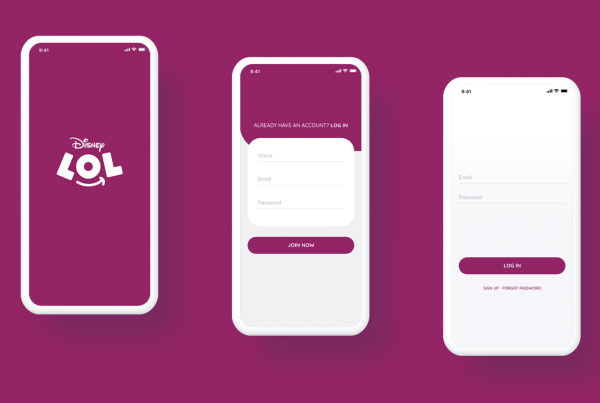 9:41
Disney
LOL
9:41
ALREADY HAVE AN ACCOUNT? LOG IN
Name
Email
Password
JOIN NOW
9:41
Email
Password
LOG IN
SIGN UP · FORGOT PASSWORD